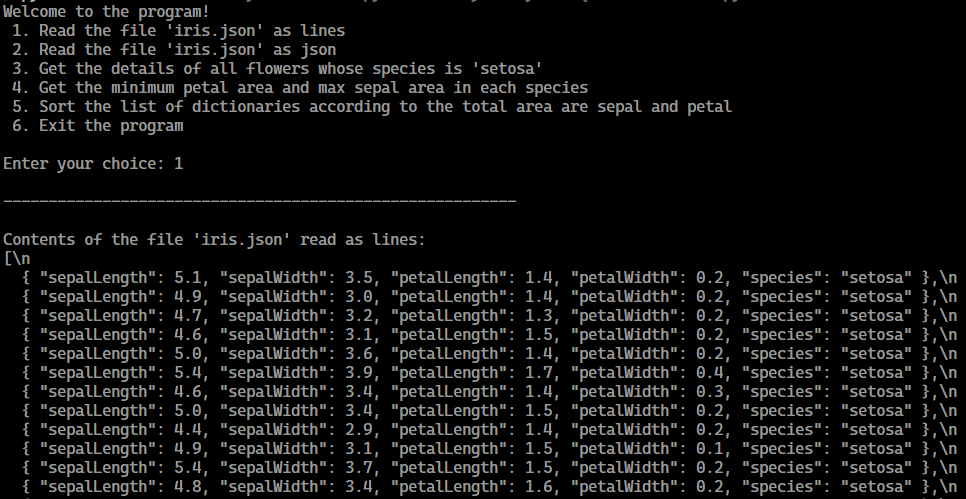 Welcome to the program!
 1. Read the file 'iris.json' as lines
 2. Read the file 'iris.json' as json
 3. Get the details of all flowers whose species is 'setosa'
 4. Get the minimum petal area and max sepal area in each species
 5. Sort the list of dictionaries according to the total area are sepal and petal
 6. Exit the program

Enter your choice: 1

---------------------------------------------------------

Contents of the file 'iris.json' read as lines:
[\n
  { "sepalLength": 5.1, "sepalWidth": 3.5, "petalLength": 1.4, "petalWidth": 0.2, "species": "setosa" },\n
  { "sepalLength": 4.9, "sepalWidth": 3.0, "petalLength": 1.4, "petalWidth": 0.2, "species": "setosa" },\n
  { "sepalLength": 4.7, "sepalWidth": 3.2, "petalLength": 1.3, "petalWidth": 0.2, "species": "setosa" },\n
  { "sepalLength": 4.6, "sepalWidth": 3.1, "petalLength": 1.5, "petalWidth": 0.2, "species": "setosa" },\n
  { "sepalLength": 5.0, "sepalWidth": 3.6, "petalLength": 1.4, "petalWidth": 0.2, "species": "setosa" },\n
  { "sepalLength": 5.4, "sepalWidth": 3.9, "petalLength": 1.7, "petalWidth": 0.4, "species": "setosa" },\n
  { "sepalLength": 4.6, "sepalWidth": 3.4, "petalLength": 1.4, "petalWidth": 0.3, "species": "setosa" },\n
  { "sepalLength": 5.0, "sepalWidth": 3.4, "petalLength": 1.5, "petalWidth": 0.2, "species": "setosa" },\n
  { "sepalLength": 4.4, "sepalWidth": 2.9, "petalLength": 1.4, "petalWidth": 0.2, "species": "setosa" },\n
  { "sepalLength": 4.9, "sepalWidth": 3.1, "petalLength": 1.5, "petalWidth": 0.1, "species": "setosa" },\n
  { "sepalLength": 5.4, "sepalWidth": 3.7, "petalLength": 1.5, "petalWidth": 0.2, "species": "setosa" },\n
  { "sepalLength": 4.8, "sepalWidth": 3.4, "petalLength": 1.6, "petalWidth": 0.2, "species": "setosa" },\n